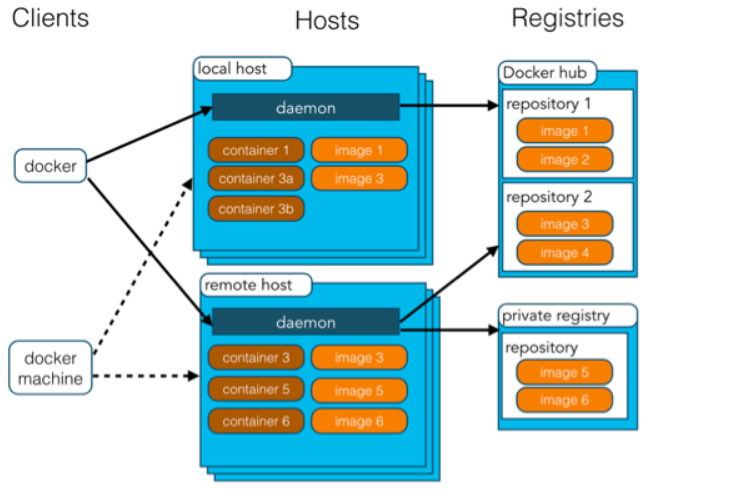 Clients
Hosts
Registries
local host
daemon
container 1
image 1
container 3a
image 3
container 3b
docker
docker
machine
remote host
daemon
container 3
image 3
container 5
image 5
container 6
image 6
Docker hub
repository 1
image 1
image 2
repository 2
image 3
image 4
private registry
repository
image 5
image 6